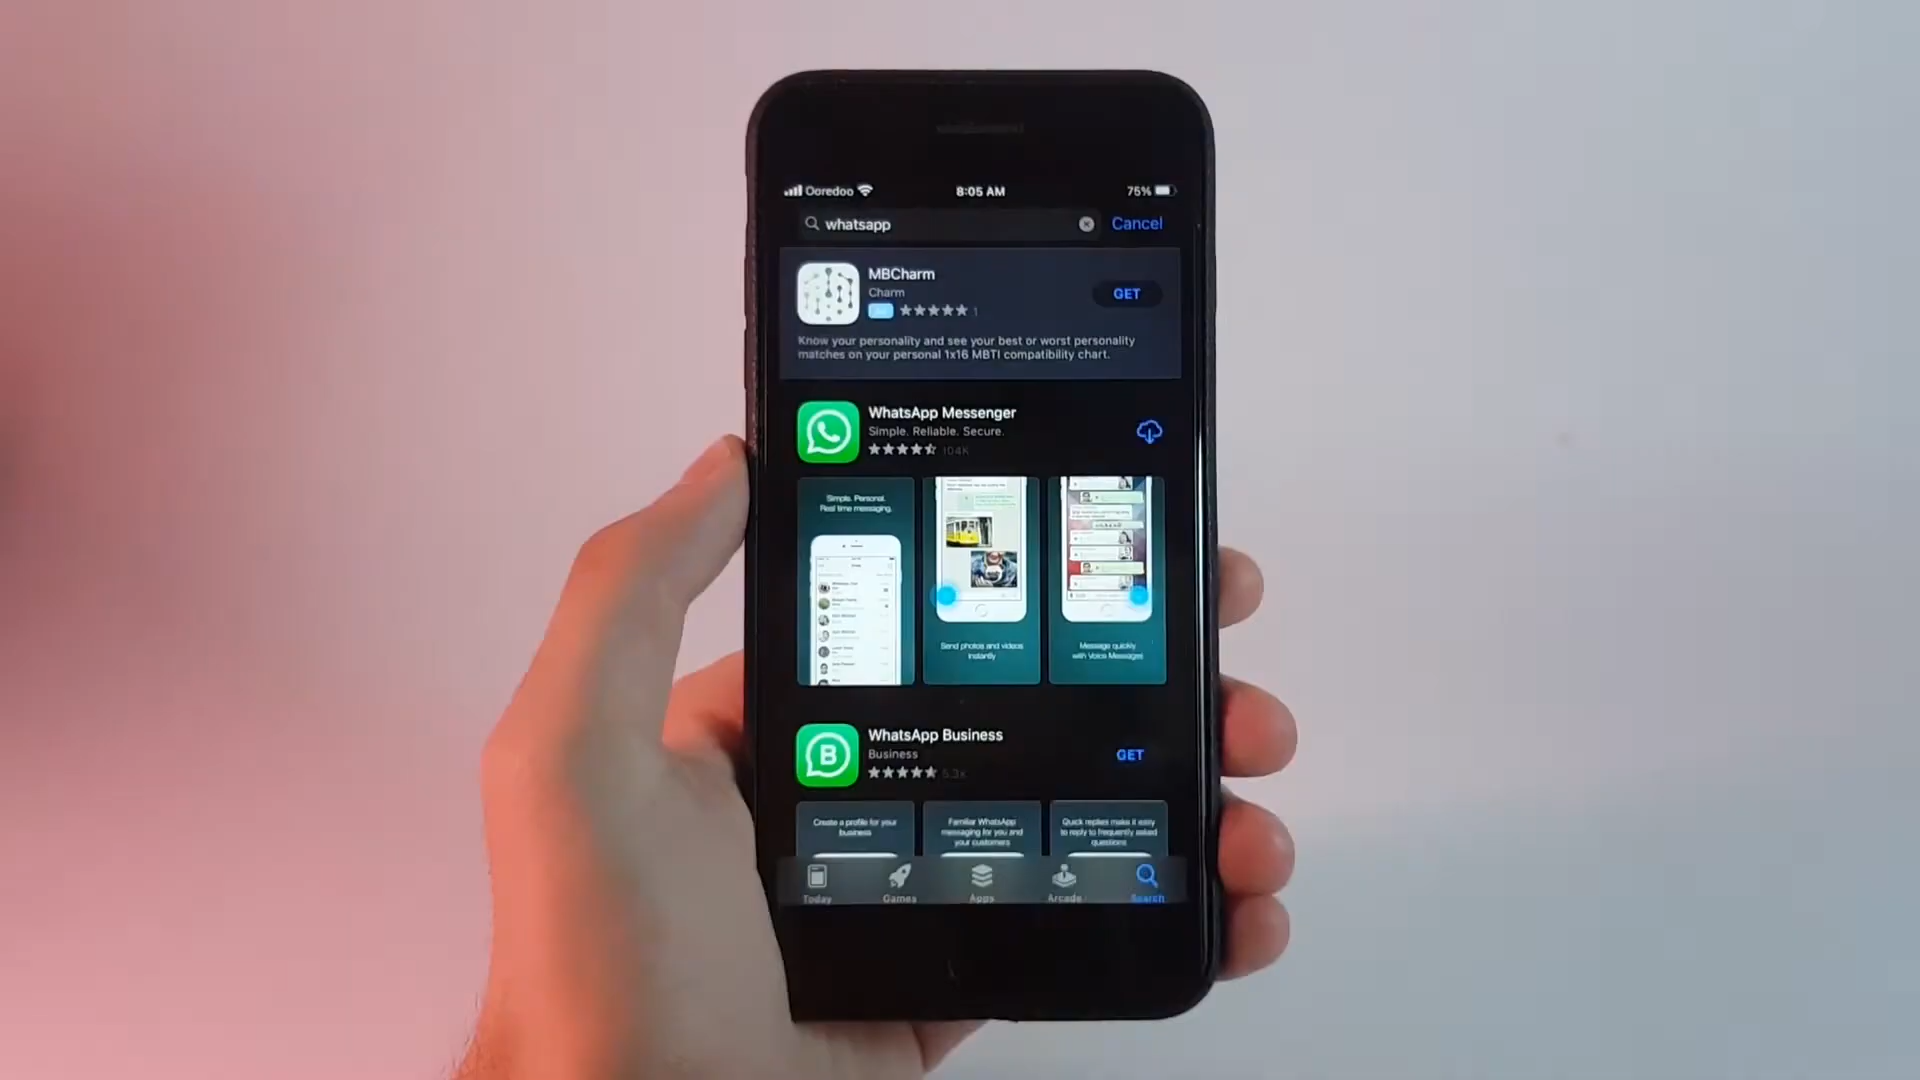 Ooredoo
8:05 AM
75%
whatsapp
Cancel
MBCharm
Charm
GET
1
Know your personality and see your best or worst personality
matches on your personal 1x16 MBTI compatibility chart.
WhatsApp Messenger
Simple. Reliable. Secure.
104K
Simple. Personal.
Real time messaging.
Send photos and videos
instantly
Message quickly
with Voice Messages
WhatsApp Business
Business
5.3K
GET
B
Create a profile for your
business
Familiar WhatsApp
messaging for you and
your customers
Quick replies make it easy
to reply to frequently asked
questions
Today
Games
Apps
Arcade
Search